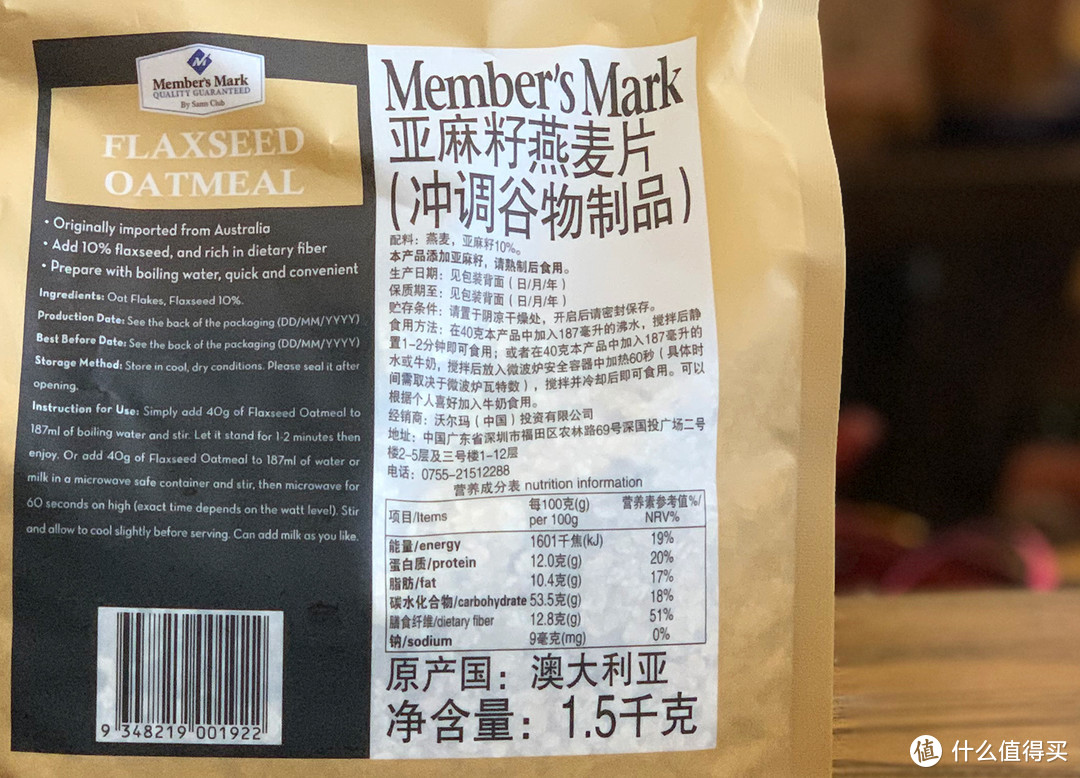 Member's Mark
QUALITY GUARANTEED
By Sams Club
FLAXSEED
OATMEAL
• Originally imported from Australia
• Add 10% flaxseed, and rich in dietary fiber
• Prepare with boiling water, quick and convenient
Ingredients: Oat Flakes, Flaxseed 10%.
Production Date: See the back of the packaging (DD/MM/YYYY)
Best Before Date: See the back of the packaging (DD/MM/YYYY)
Storage Method: Store in cool, dry conditions. Please seal it after
opening.
Instruction for Use: Simply add 40g of Flaxseed Oatmeal to
187ml of boiling water and stir. Let it stand for 1-2 minutes then
enjoy. Or add 40g of Flaxseed Oatmeal to 187ml of water or
milk in a microwave safe container and stir, then microwave for
60 seconds on high (exact time depends on the watt level). Stir
and allow to cool slightly before serving. Can add milk as you like.
9 348219 001922
Member's Mark
亚麻籽燕麦片
(冲调谷物制品)
配料：燕麦，亚麻籽10%。
本产品添加亚麻籽，请熟制后食用。
生产日期：见包装背面（日/月/年）
保质期至：见包装背面（日/月/年）
贮存条件：请置于阴凉干燥处，开启后请密封保存。
食用方法：在40克本产品中加入187毫升的沸水，搅拌后静
置1-2分钟即可食用；或者在40克本产品中加入187毫升的
水或牛奶，搅拌后放入微波炉安全容器中加热60秒（具体时
间需取决于微波炉瓦特数），搅拌并冷却后即可食用。可以
根据个人喜好加入牛奶食用。
经销商：沃尔玛（中国）投资有限公司
地址：中国广东省深圳市福田区农林路69号深国投广场二号
楼2-5层及三号楼1-12层
电话：0755-21512288
营养成分表 nutrition information
项目/Items 每100克(g) per 100g 营养素参考值%/ NRV%
能量/energy 1601千焦(kJ) 19%
蛋白质/protein 12.0克(g) 20%
脂肪/fat 10.4克(g) 17%
碳水化合物/carbohydrate 53.5克(g) 18%
膳食纤维/dietary fiber 12.8克(g) 51%
钠/sodium 9毫克(mg) 0%
原产国：澳大利亚
净含量：1.5千克
值 什么值得买